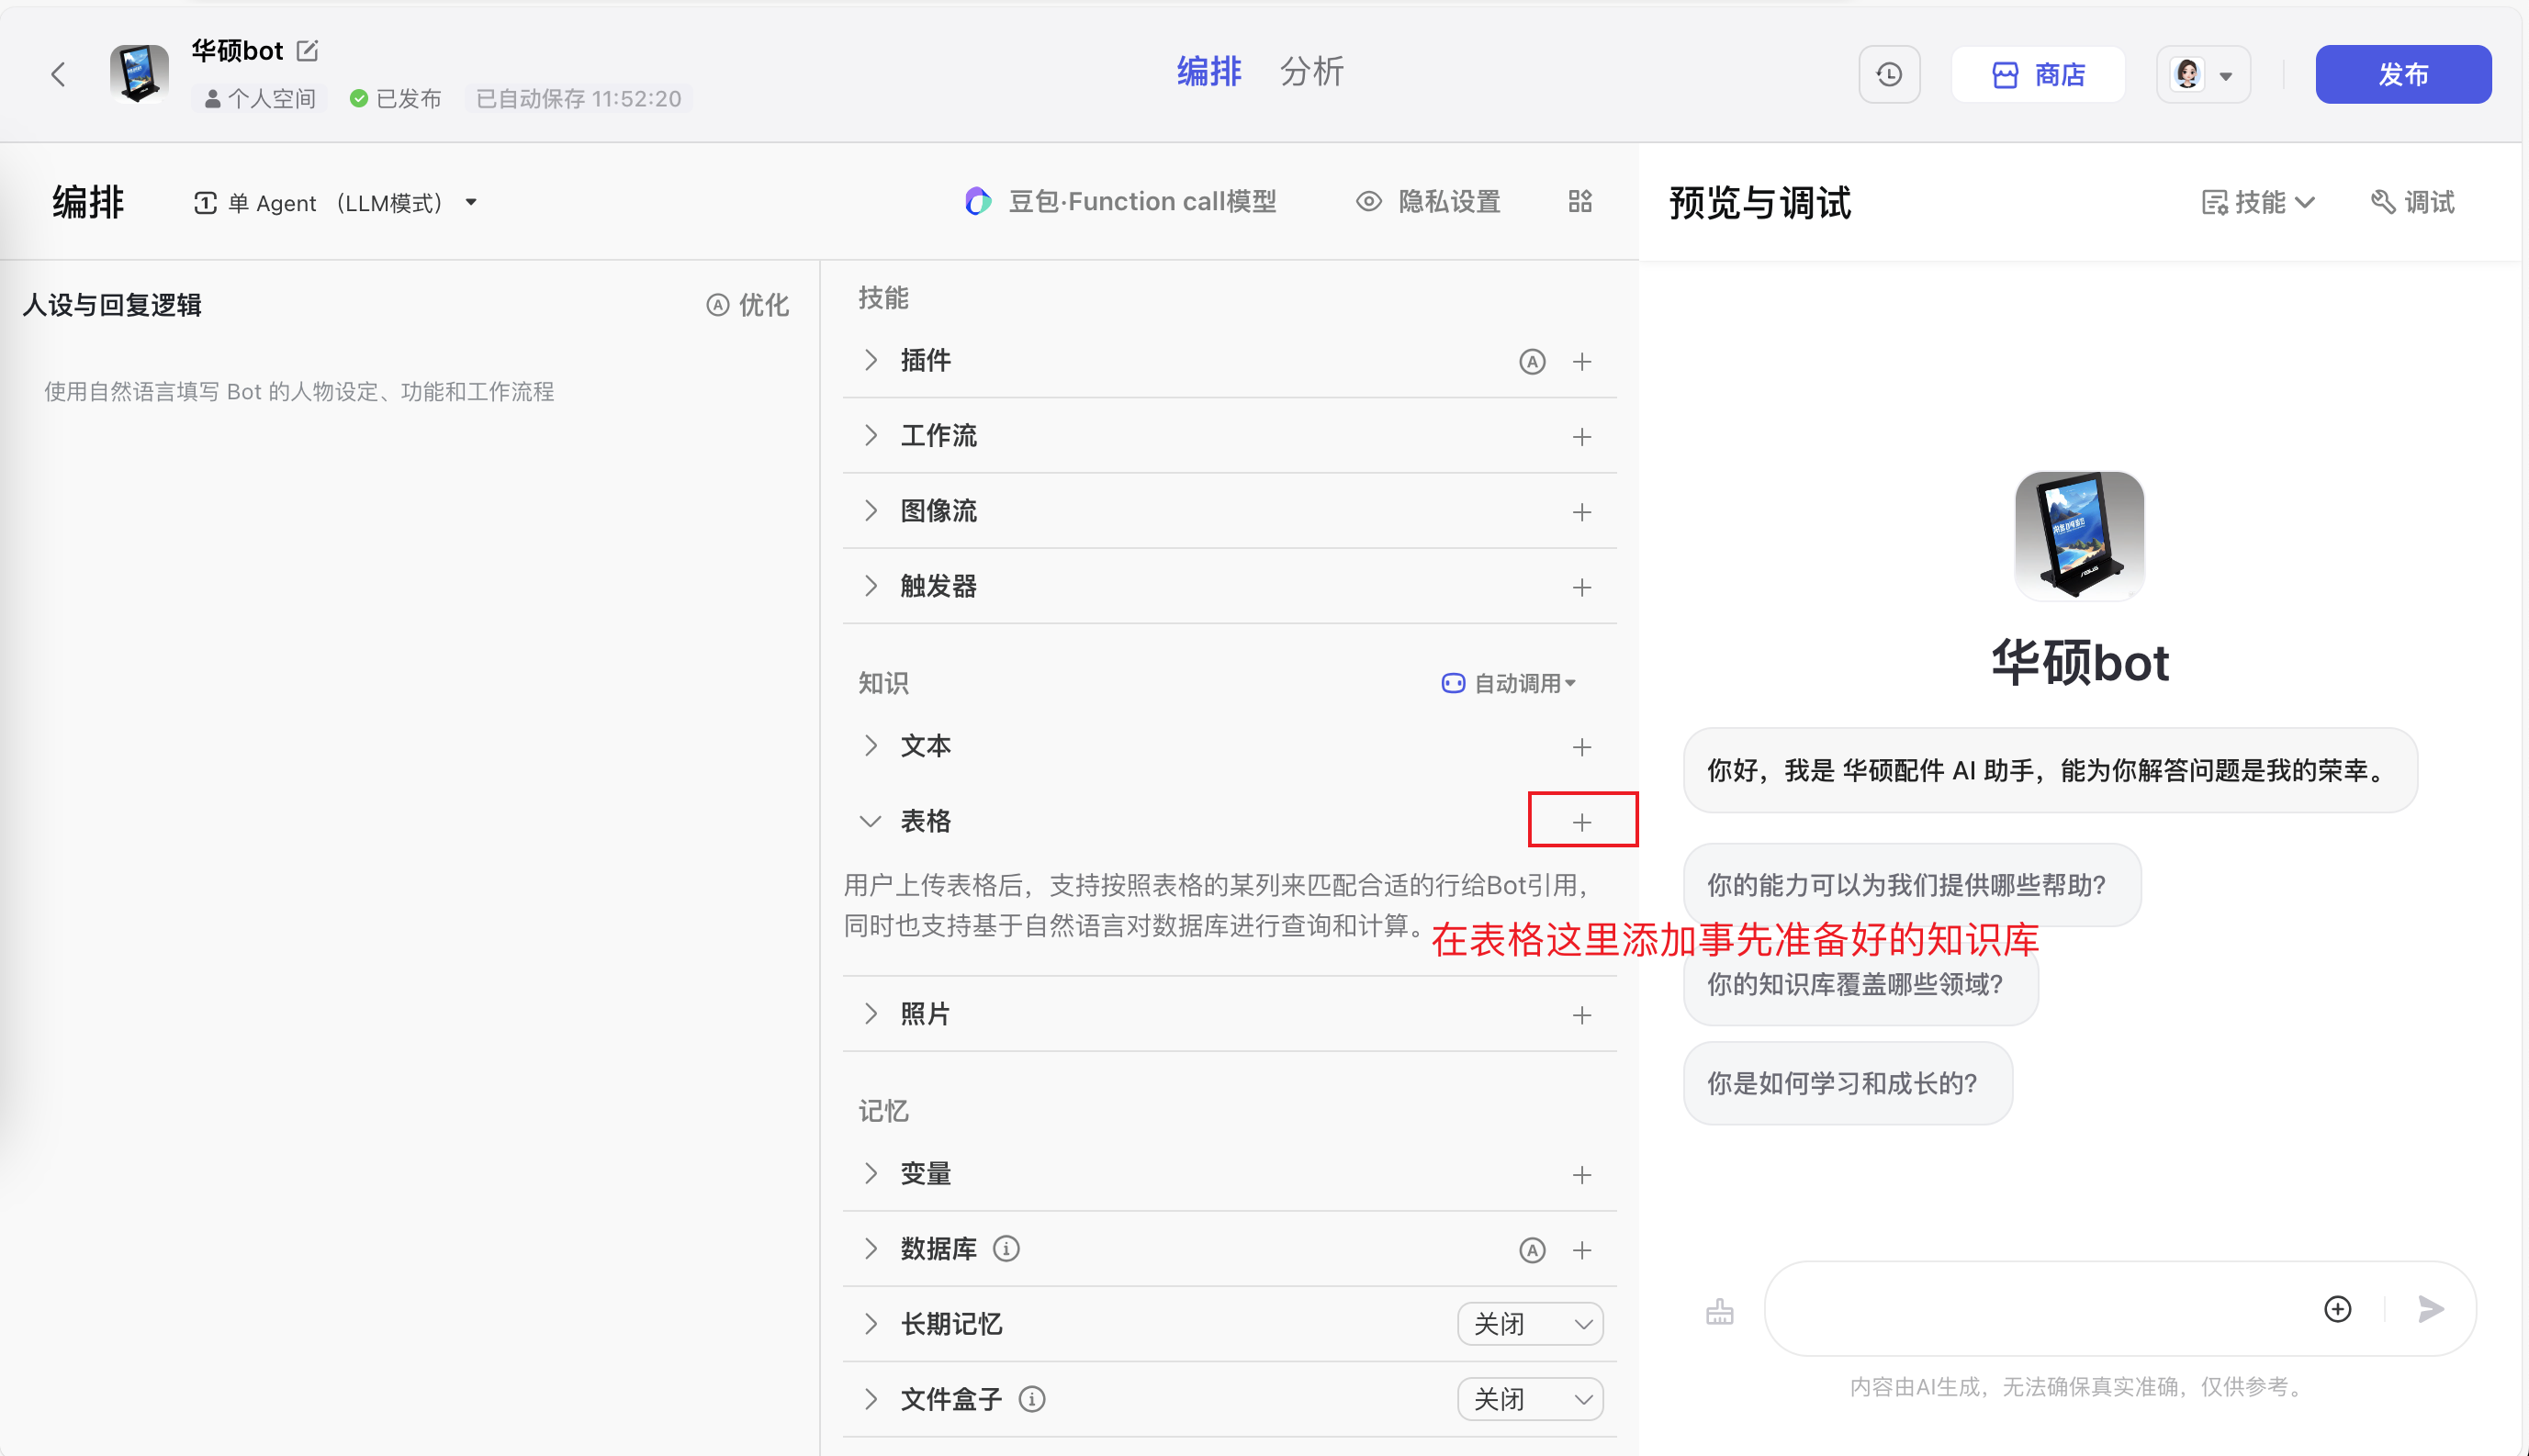 华硕bot
个人空间 已发布 已自动保存 11:52:20
编排 分析
商店
发布
编排
单 Agent （LLM模式）
豆包·Function call模型
隐私设置
预览与调试
技能
调试
人设与回复逻辑
优化
使用自然语言填写 Bot 的人物设定、功能和工作流程
技能
插件
工作流
图像流
触发器
知识
自动调用
文本
表格
用户上传表格后，支持按照表格的某列来匹配合适的行给Bot引用，
同时也支持基于自然语言对数据库进行查询和计算。
在表格这里添加事先准备好的知识库
照片
记忆
变量
数据库
长期记忆
关闭
文件盒子
关闭
华硕bot
你好，我是 华硕配件 AI 助手，能为你解答问题是我的荣幸。
你的能力可以为我们提供哪些帮助?
你的知识库覆盖哪些领域?
你是如何学习和成长的?
内容由AI生成，无法确保真实准确，仅供参考。